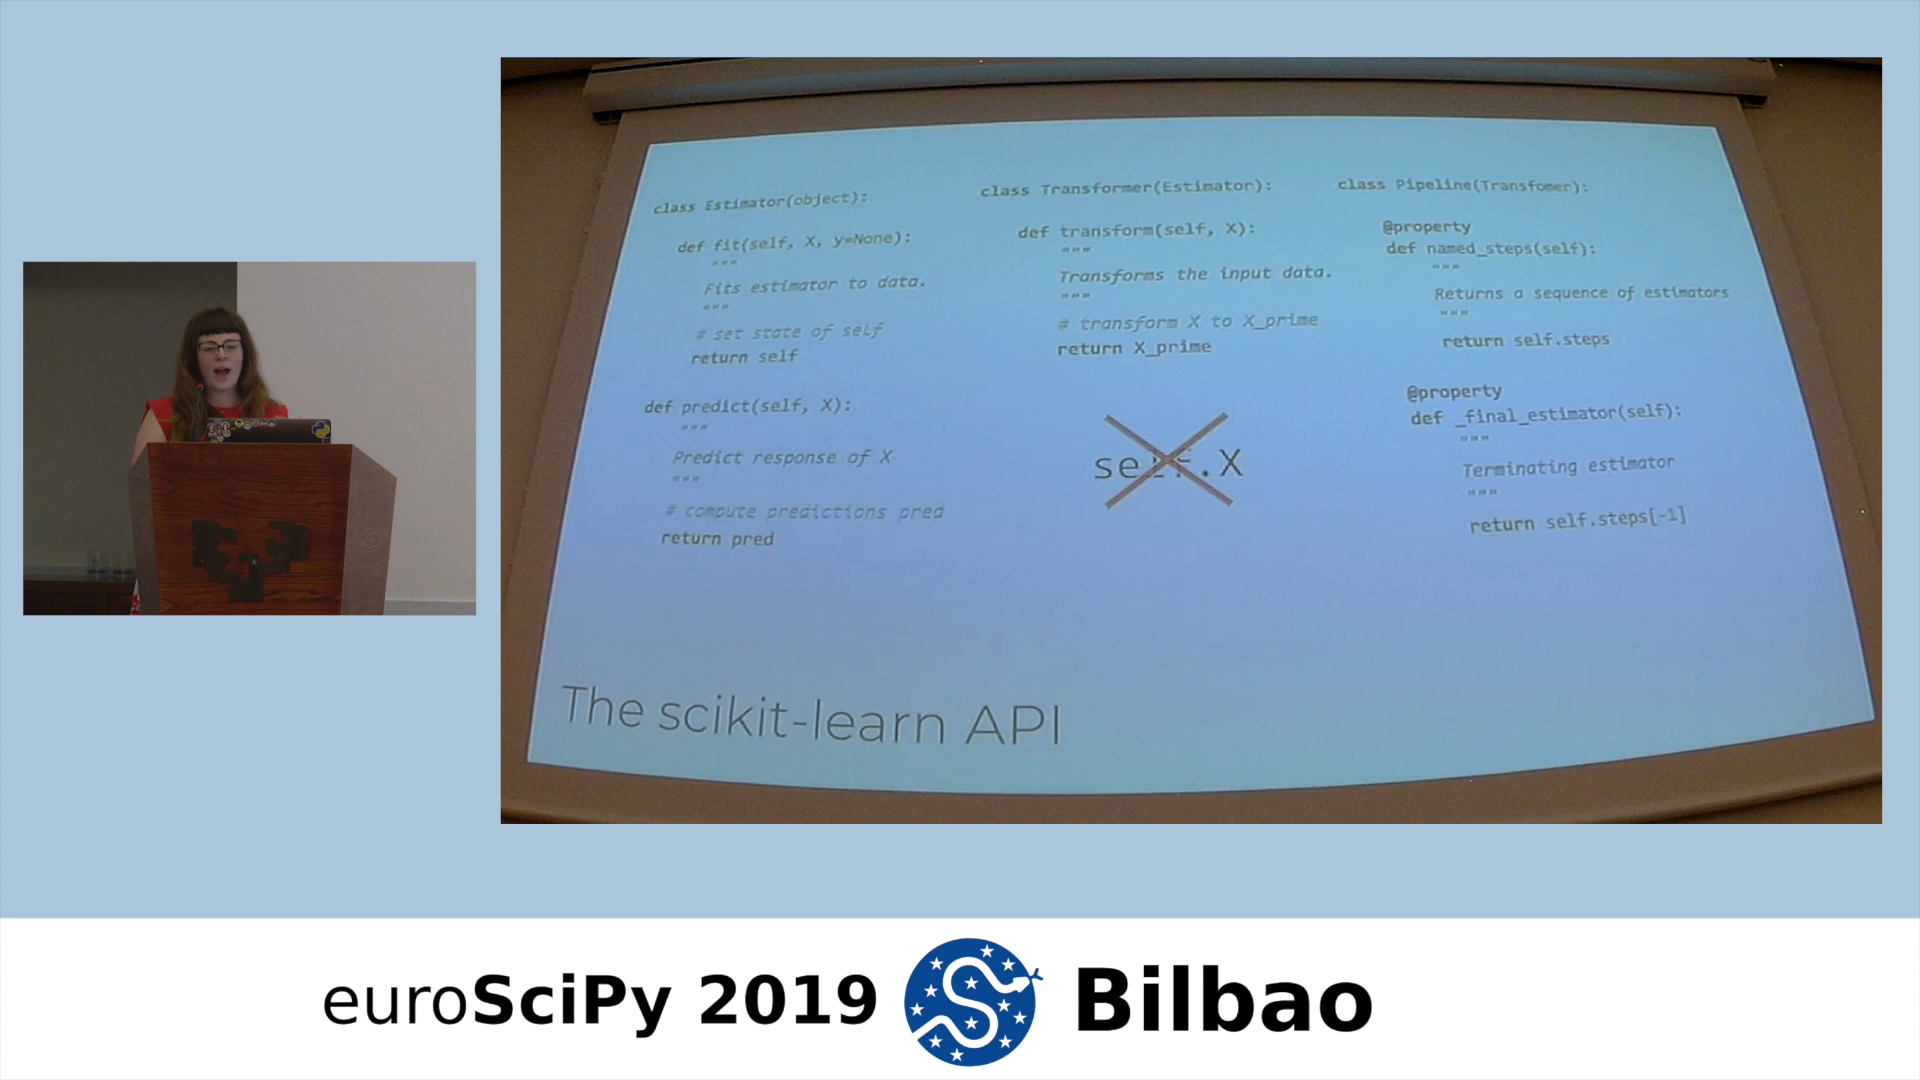 class Estimator(object):
def fit(self, X, y=None):
"""
Fits estimator to data.
"""
# set state of self
return self
def predict(self, X):
"""
Predict response of X
"""
# compute predictions pred
return pred
class Transformer(Estimator):
def transform(self, X):
"""
Transforms the input data.
"""
# transform X to X_prime
return X_prime
self.X
class Pipeline(Transfomer):
@property
def named_steps(self):
"""
Returns a sequence of estimators
"""
return self.steps
@property
def _final_estimator(self):
"""
Terminating estimator
"""
return self.steps[-1]
The scikit-learn API
euroSciPy 2019 Bilbao